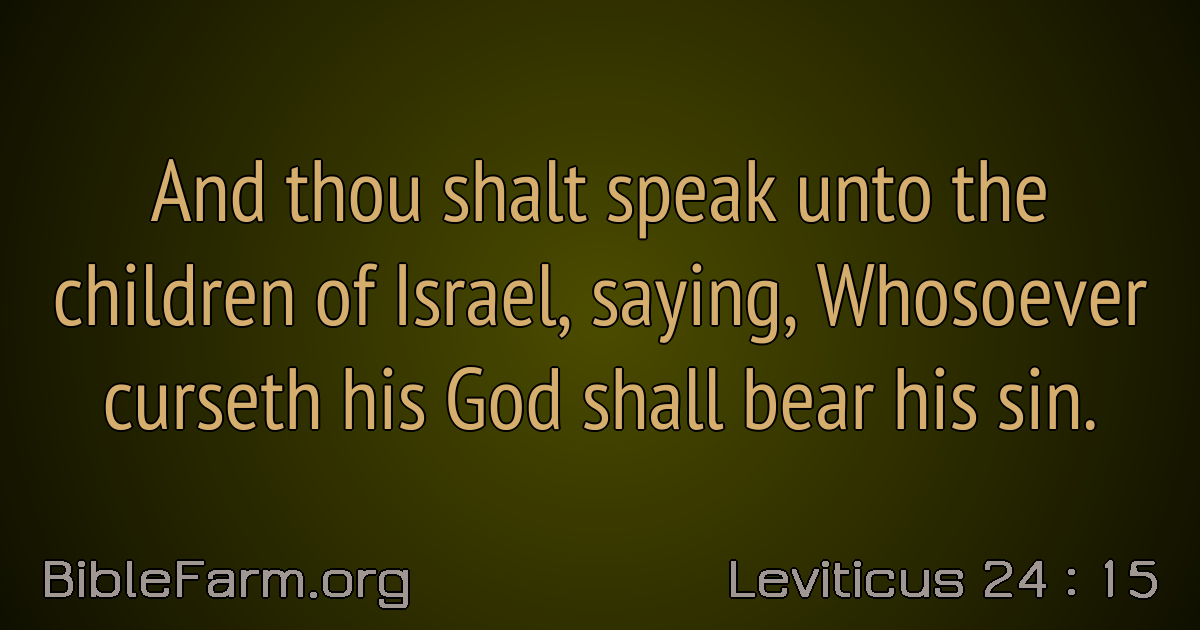 And thou shalt speak unto the
children of Israel, saying, Whosoever
curseth his God shall bear his sin.
BibleFarm.org
Leviticus 24 : 15